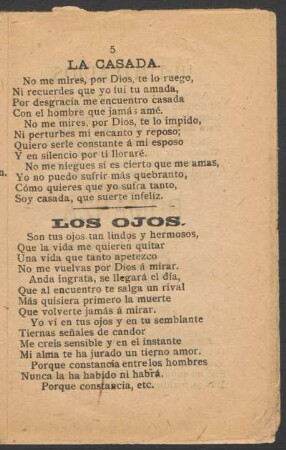 5
LA CASADA.
No me mires, por Dios, te lo ruego,
Ni recuerdes que yo fui tu amada,
Por desgracia me encuentro casada
Con el hombre que jamás amé.
No me mires, por Dios, te lo impido,
Ni perturbes mi encanto y reposo;
Quiero serle constante á mi esposo
Y en silencio por ti lloraré.
No me niegues si es cierto que me amas,
Yo no puedo sufrir más quebranto,
Cómo quieres que yo sufra tanto,
Soy casada, que suerte infeliz.
LOS OJOS.
Son tus ojos tan lindos y hermosos,
Que la vida me quieren quitar
Una vida que tanto apetezco
No me vuelvas por Dios á mirar.
Anda ingrata, se llegará el día,
Que al encuentro te salga un rival
Más quisiera primero la muerte
Que volverte jamás á mirar.
Yo ví en tus ojos y en tu semblante
Tiernas señales de candor
Me creís sensible y en el instante
Mi alma te ha jurado un tierno amor.
Porque constancia entre los hombres
Nunca la ha habido ni habrá.
Porque constancia, etc.